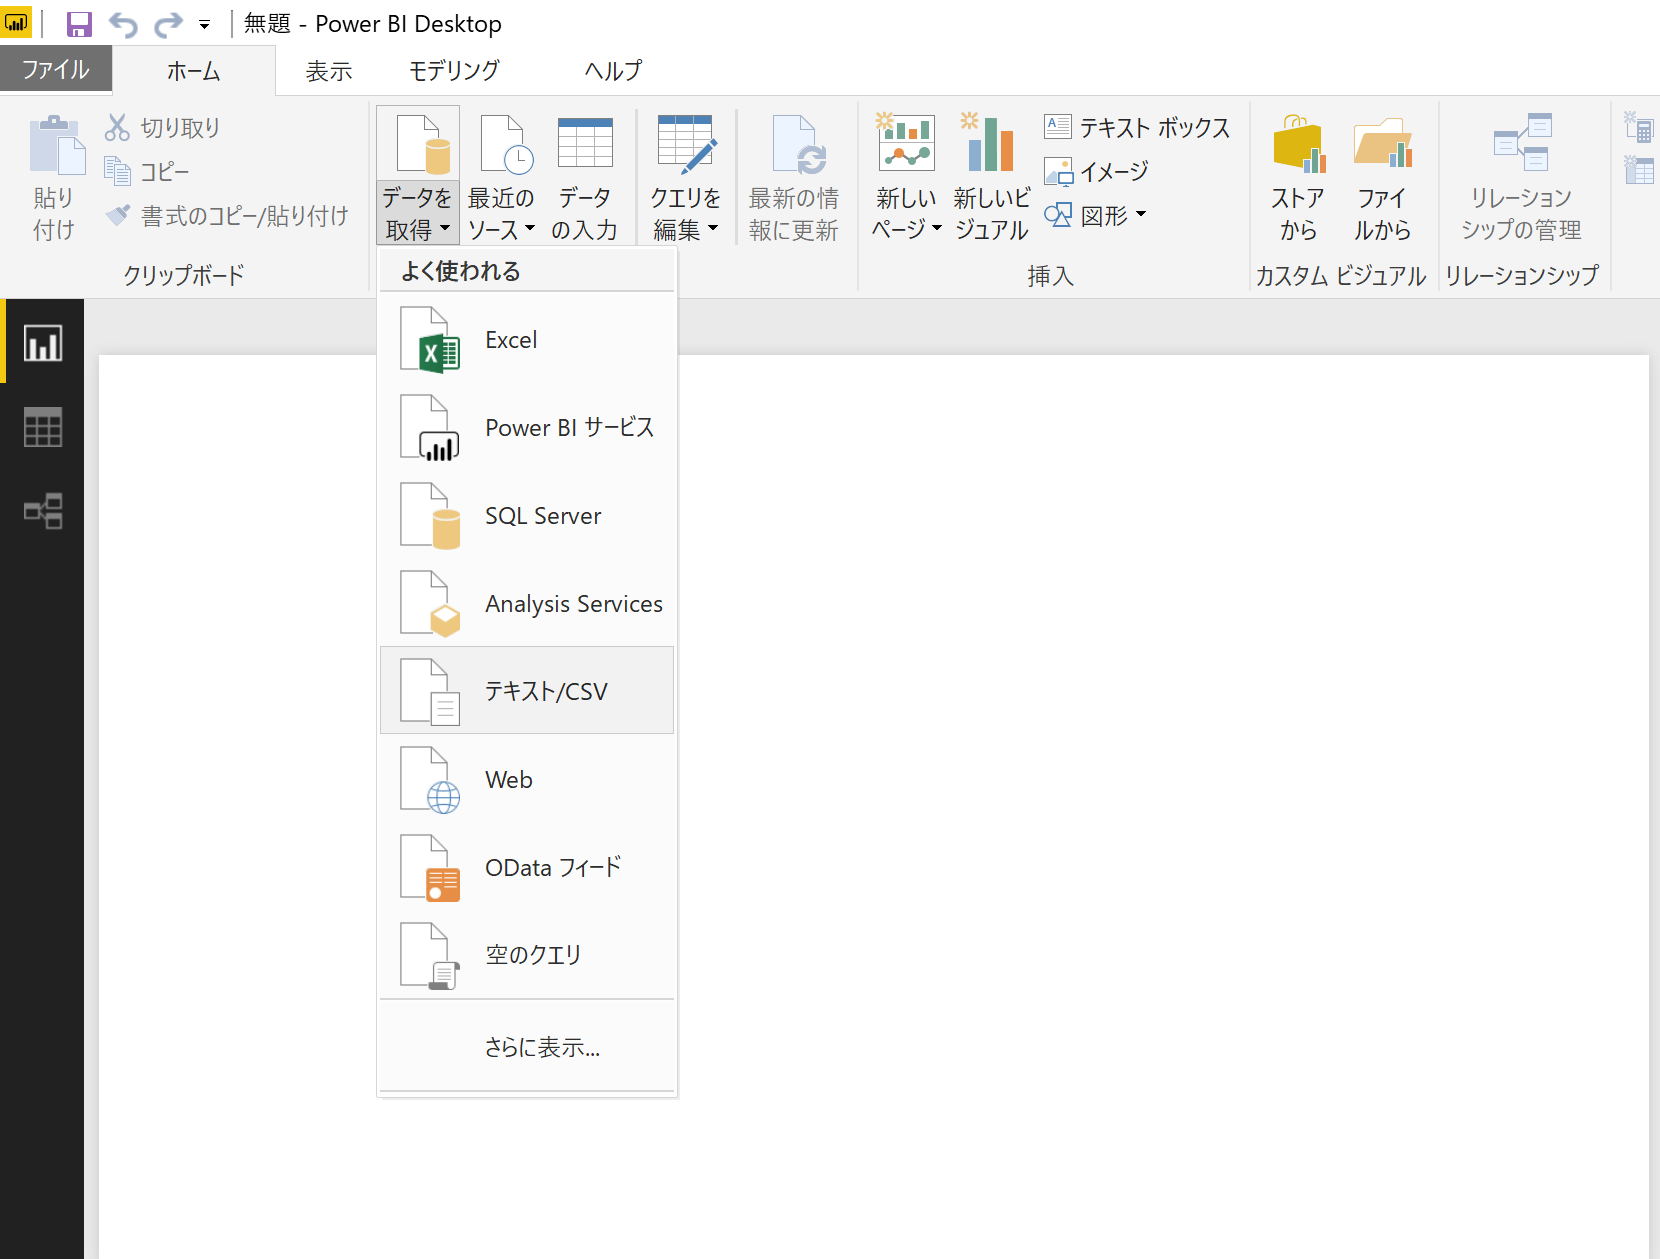 無題 - Power BI Desktop
ファイル ホーム 表示 モデリング ヘルプ
貼り
付け
切り取り
コピー
書式のコピー/貼り付け
クリップボード
データを
取得
最近の
ソース
データ
の入力
クエリを
編集
最新の情
報に更新
新しい
ページ
新しいビ
ジュアル
テキスト ボックス
イメージ
図形
挿入
ストア
から
ファイ
ルから
カスタム ビジュアル
リレーション
シップの管理
リレーションシップ
よく使われる
Excel
Power BI サービス
SQL Server
Analysis Services
テキスト/CSV
Web
OData フィード
空のクエリ
さらに表示...